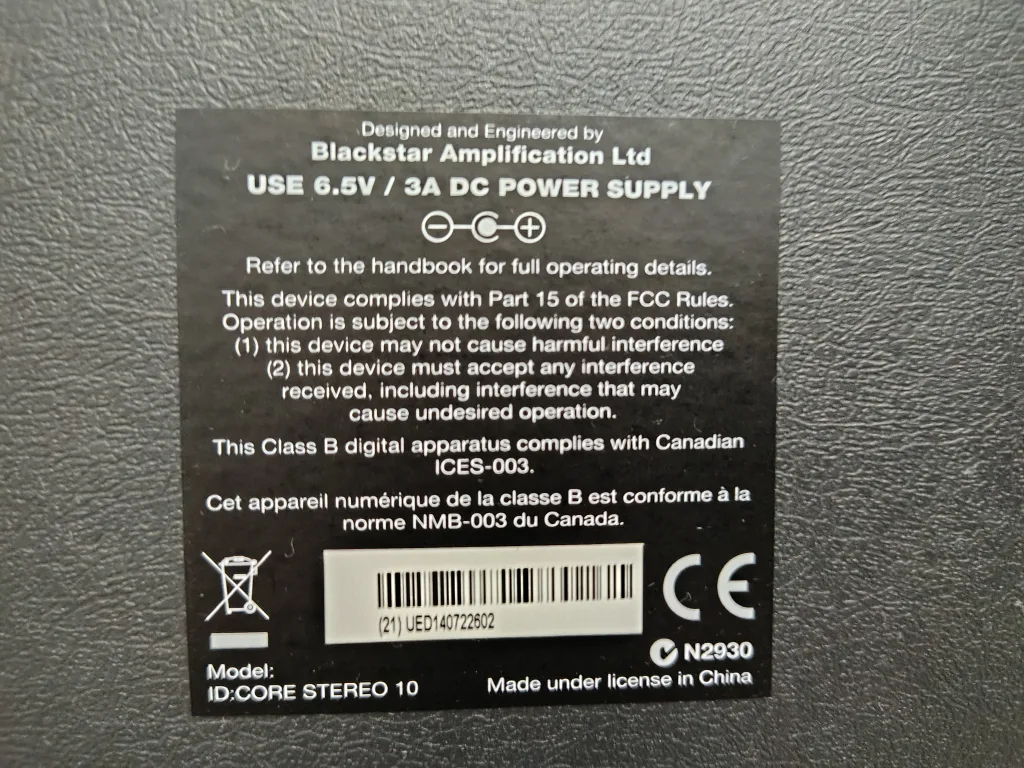 Designed and Engineered by
Blackstar Amplification Ltd
USE 6.5V / 3A DC POWER SUPPLY
Refer to the handbook for full operating details.
This device complies with Part 15 of the FCC Rules.
Operation is subject to the following two conditions:
(1) this device may not cause harmful interference
(2) this device must accept any interference
received, including interference that may
cause undesired operation.
This Class B digital apparatus complies with Canadian
ICES-003.
Cet appareil numérique de la classe B est conforme à la
norme NMB-003 du Canada.
(21) UED140722602
CE
N2930
Model:
ID:CORE STEREO 10
Made under license in China